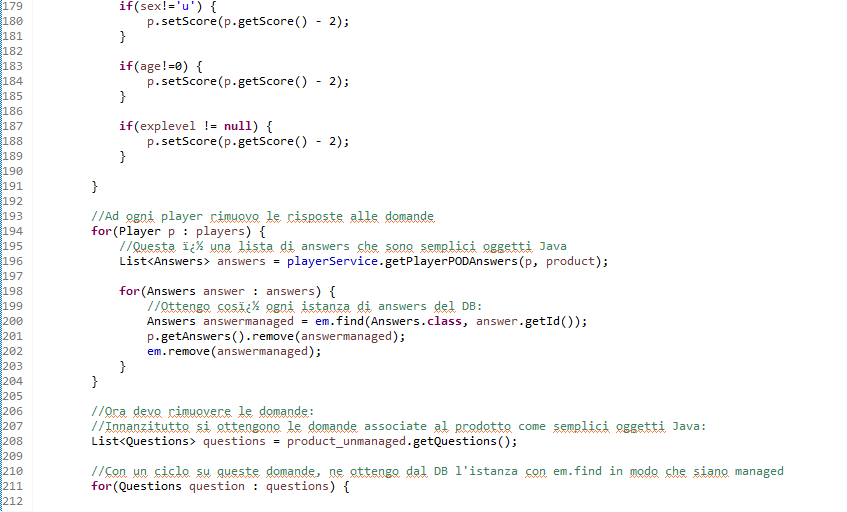 179 if(sex!='u') {
180 p.setScore(p.getScore() - 2);
181 }
182
183 if(age!=0) {
184 p.setScore(p.getScore() - 2);
185 }
186
187 if(explevel != null) {
188 p.setScore(p.getScore() - 2);
189 }
190
191 }
192
193 //Ad ogni player rimuovo le risposte alle domande
194 for(Player p : players) {
195 //Questa ï¿½ una lista di answers che sono semplici oggetti Java
196 List<Answers> answers = playerService.getPlayerPODAnswers(p, product);
197
198 for(Answers answer : answers) {
199 //Ottengo cosï¿½ ogni istanza di answers del DB:
200 Answers answermanaged = em.find(Answers.class, answer.getId());
201 p.getAnswers().remove(answermanaged);
202 em.remove(answermanaged);
203 }
204 }
205
206 //Ora devo rimuovere le domande:
207 //Innanzitutto si ottengono le domande associate al prodotto come semplici oggetti Java:
208 List<Questions> questions = product_unmanaged.getQuestions();
209
210 //Con un ciclo su queste domande, ne ottengo dal DB l'istanza con em.find in modo che siano managed
211 for(Questions question : questions) {
212